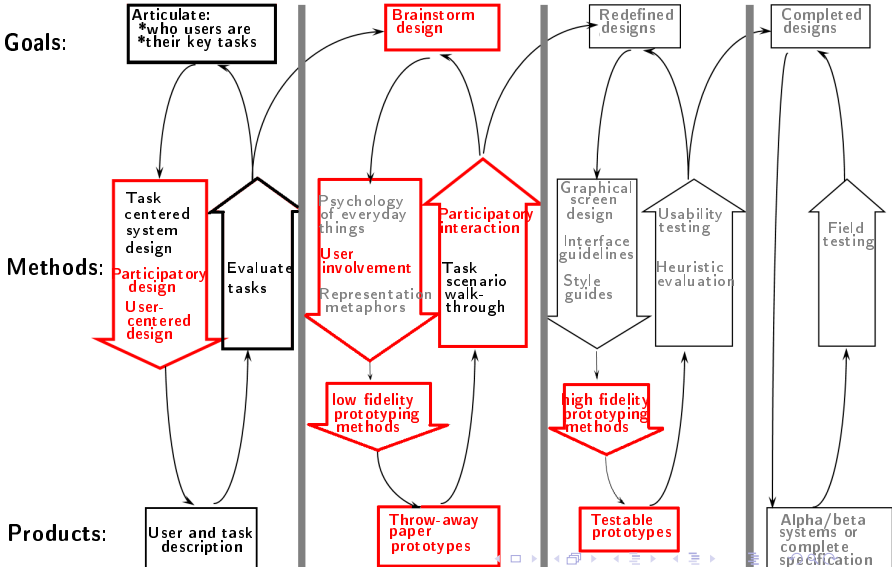 Goals:
Articulate:
*who users are
*their key tasks
Brainstorm
design
Redefined
designs
Completed
designs
Methods:
Task
centered
system
design
Participatory
design
User-
centered
design
Evaluate
tasks
Psychology
of everyday
things
User
involvement
Representation
metaphors
Participatory
interaction
Task
scenario
walk-
through
Graphical
screen
design
Interface
guidelines
Style
guides
Usability
testing
Heuristic
evaluation
Field
testing
low fidelity
prototyping
methods
high fidelity
prototyping
methods
Products:
User and task
description
Throw-away
paper
prototypes
Testable
prototypes
Alpha/beta
systems or
complete
specification